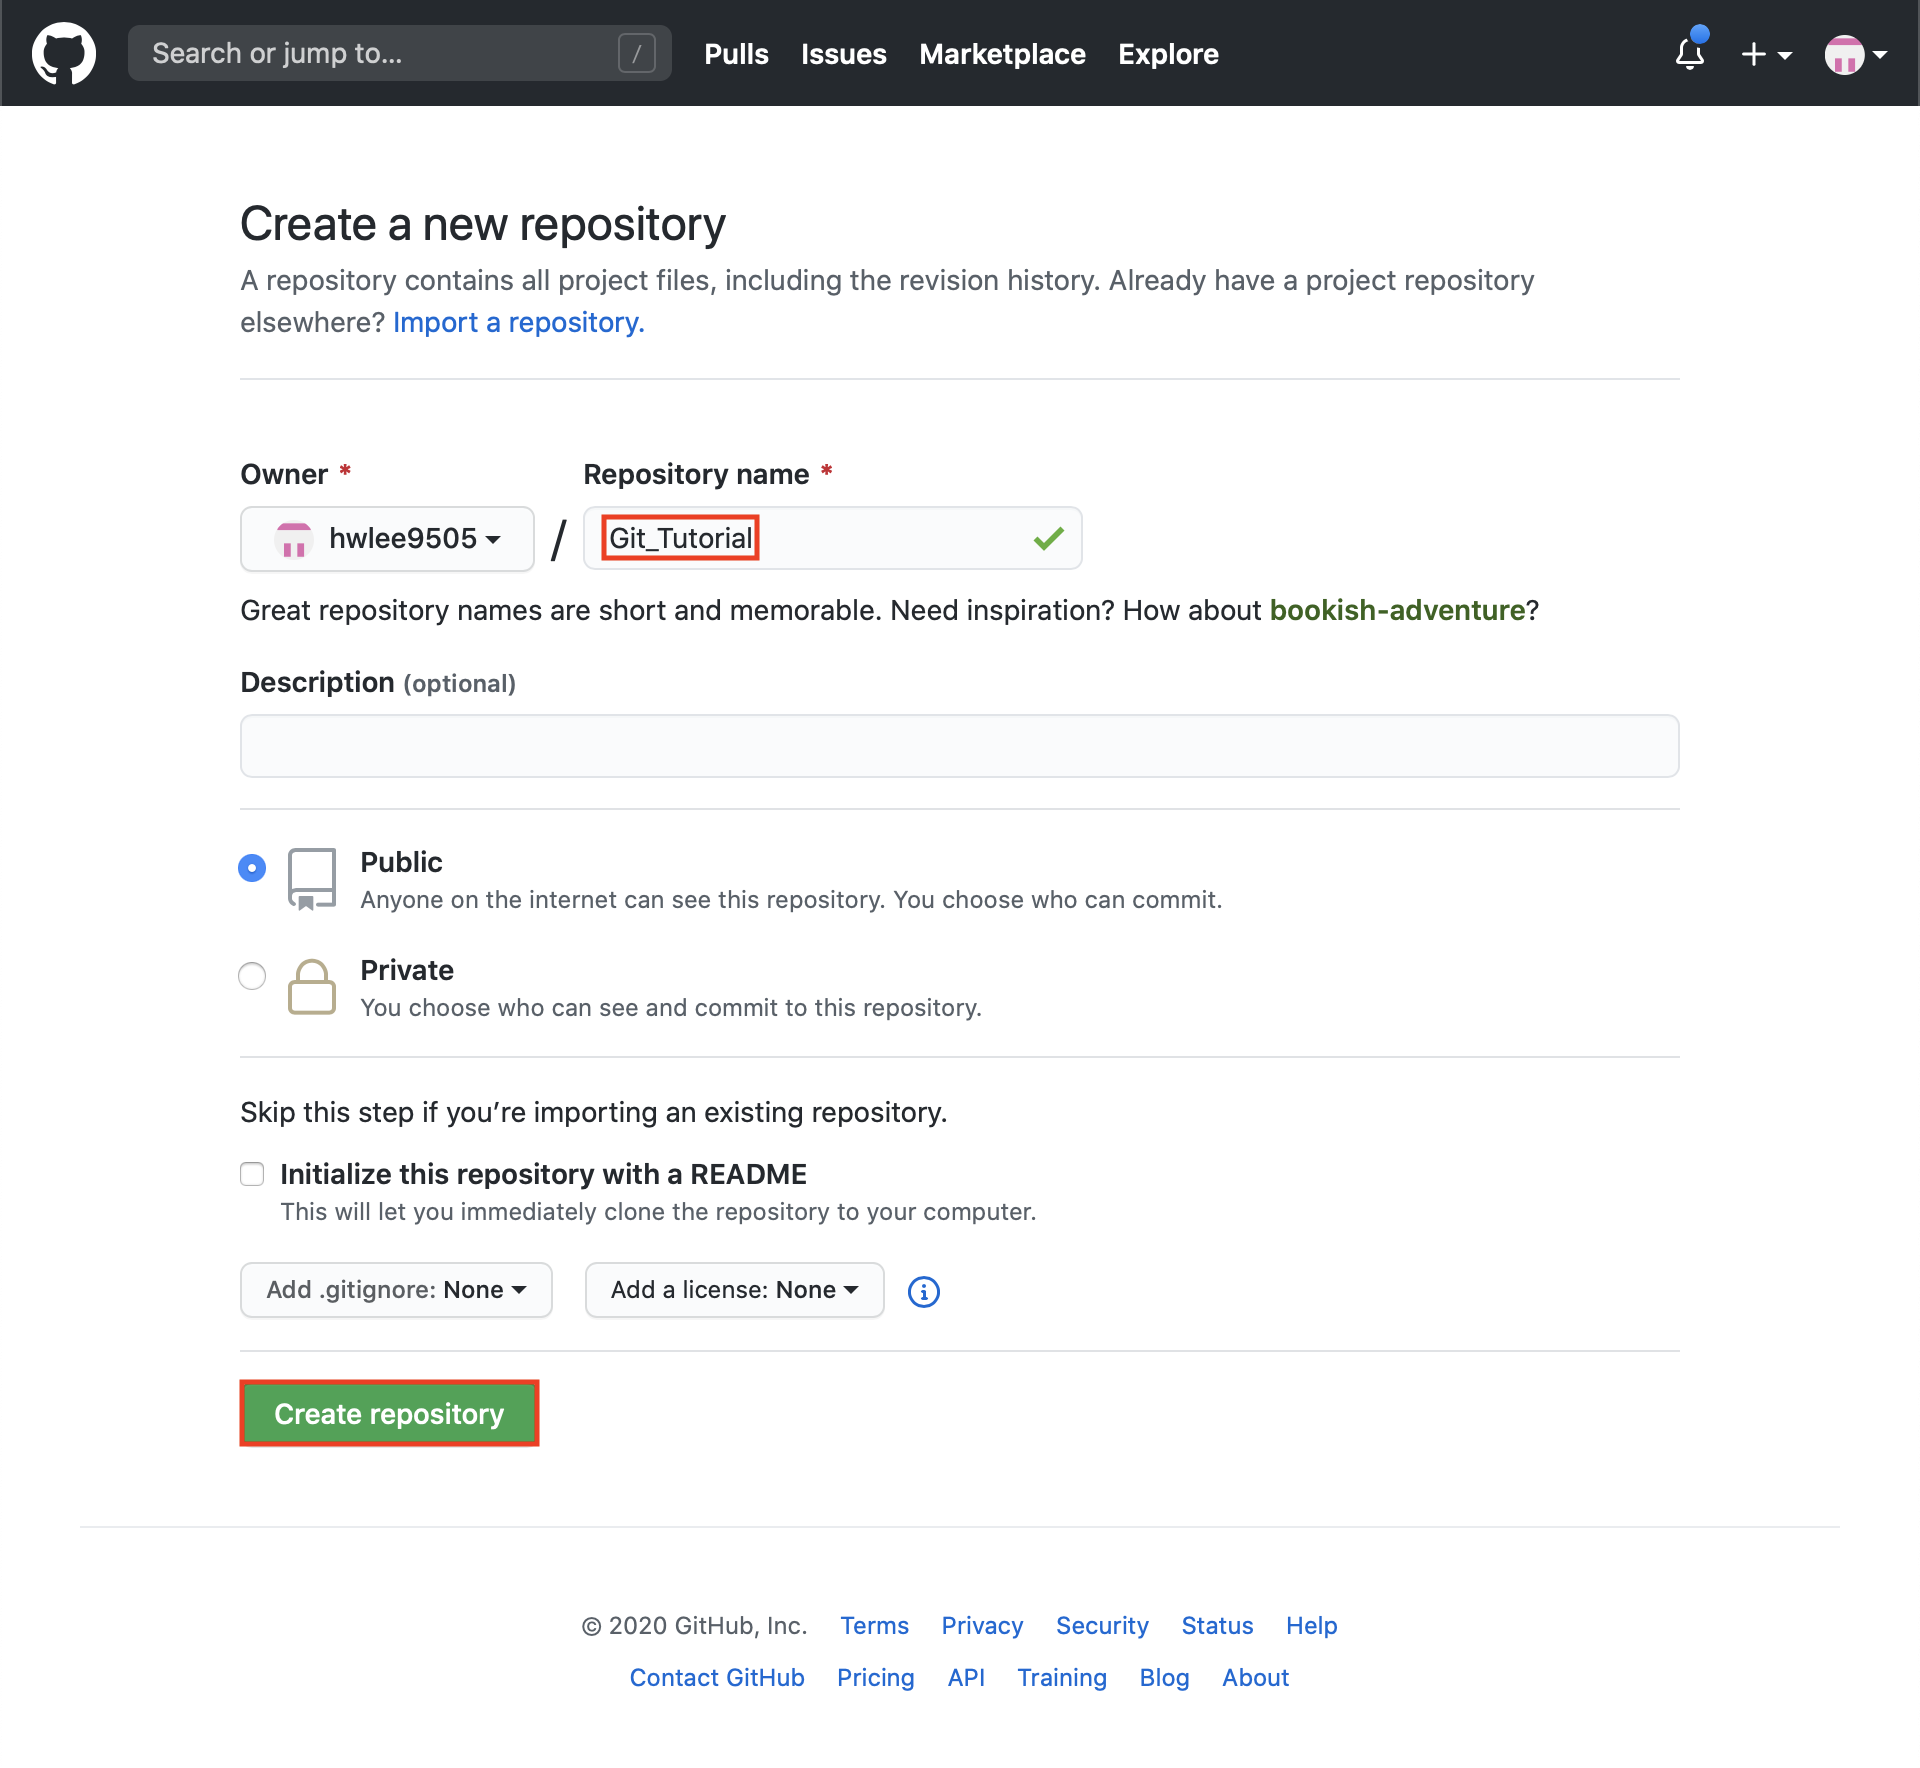 Search or jump to... /
Pulls Issues Marketplace Explore
Create a new repository
A repository contains all project files, including the revision history. Already have a project repository
elsewhere? Import a repository.
Owner * Repository name *
hwlee9505 / Git_Tutorial
Great repository names are short and memorable. Need inspiration? How about bookish-adventure?
Description (optional)
Public
Anyone on the internet can see this repository. You choose who can commit.
Private
You choose who can see and commit to this repository.
Skip this step if you’re importing an existing repository.
Initialize this repository with a README
This will let you immediately clone the repository to your computer.
Add .gitignore: None Add a license: None
Create repository
© 2020 GitHub, Inc. Terms Privacy Security Status Help
Contact GitHub Pricing API Training Blog About